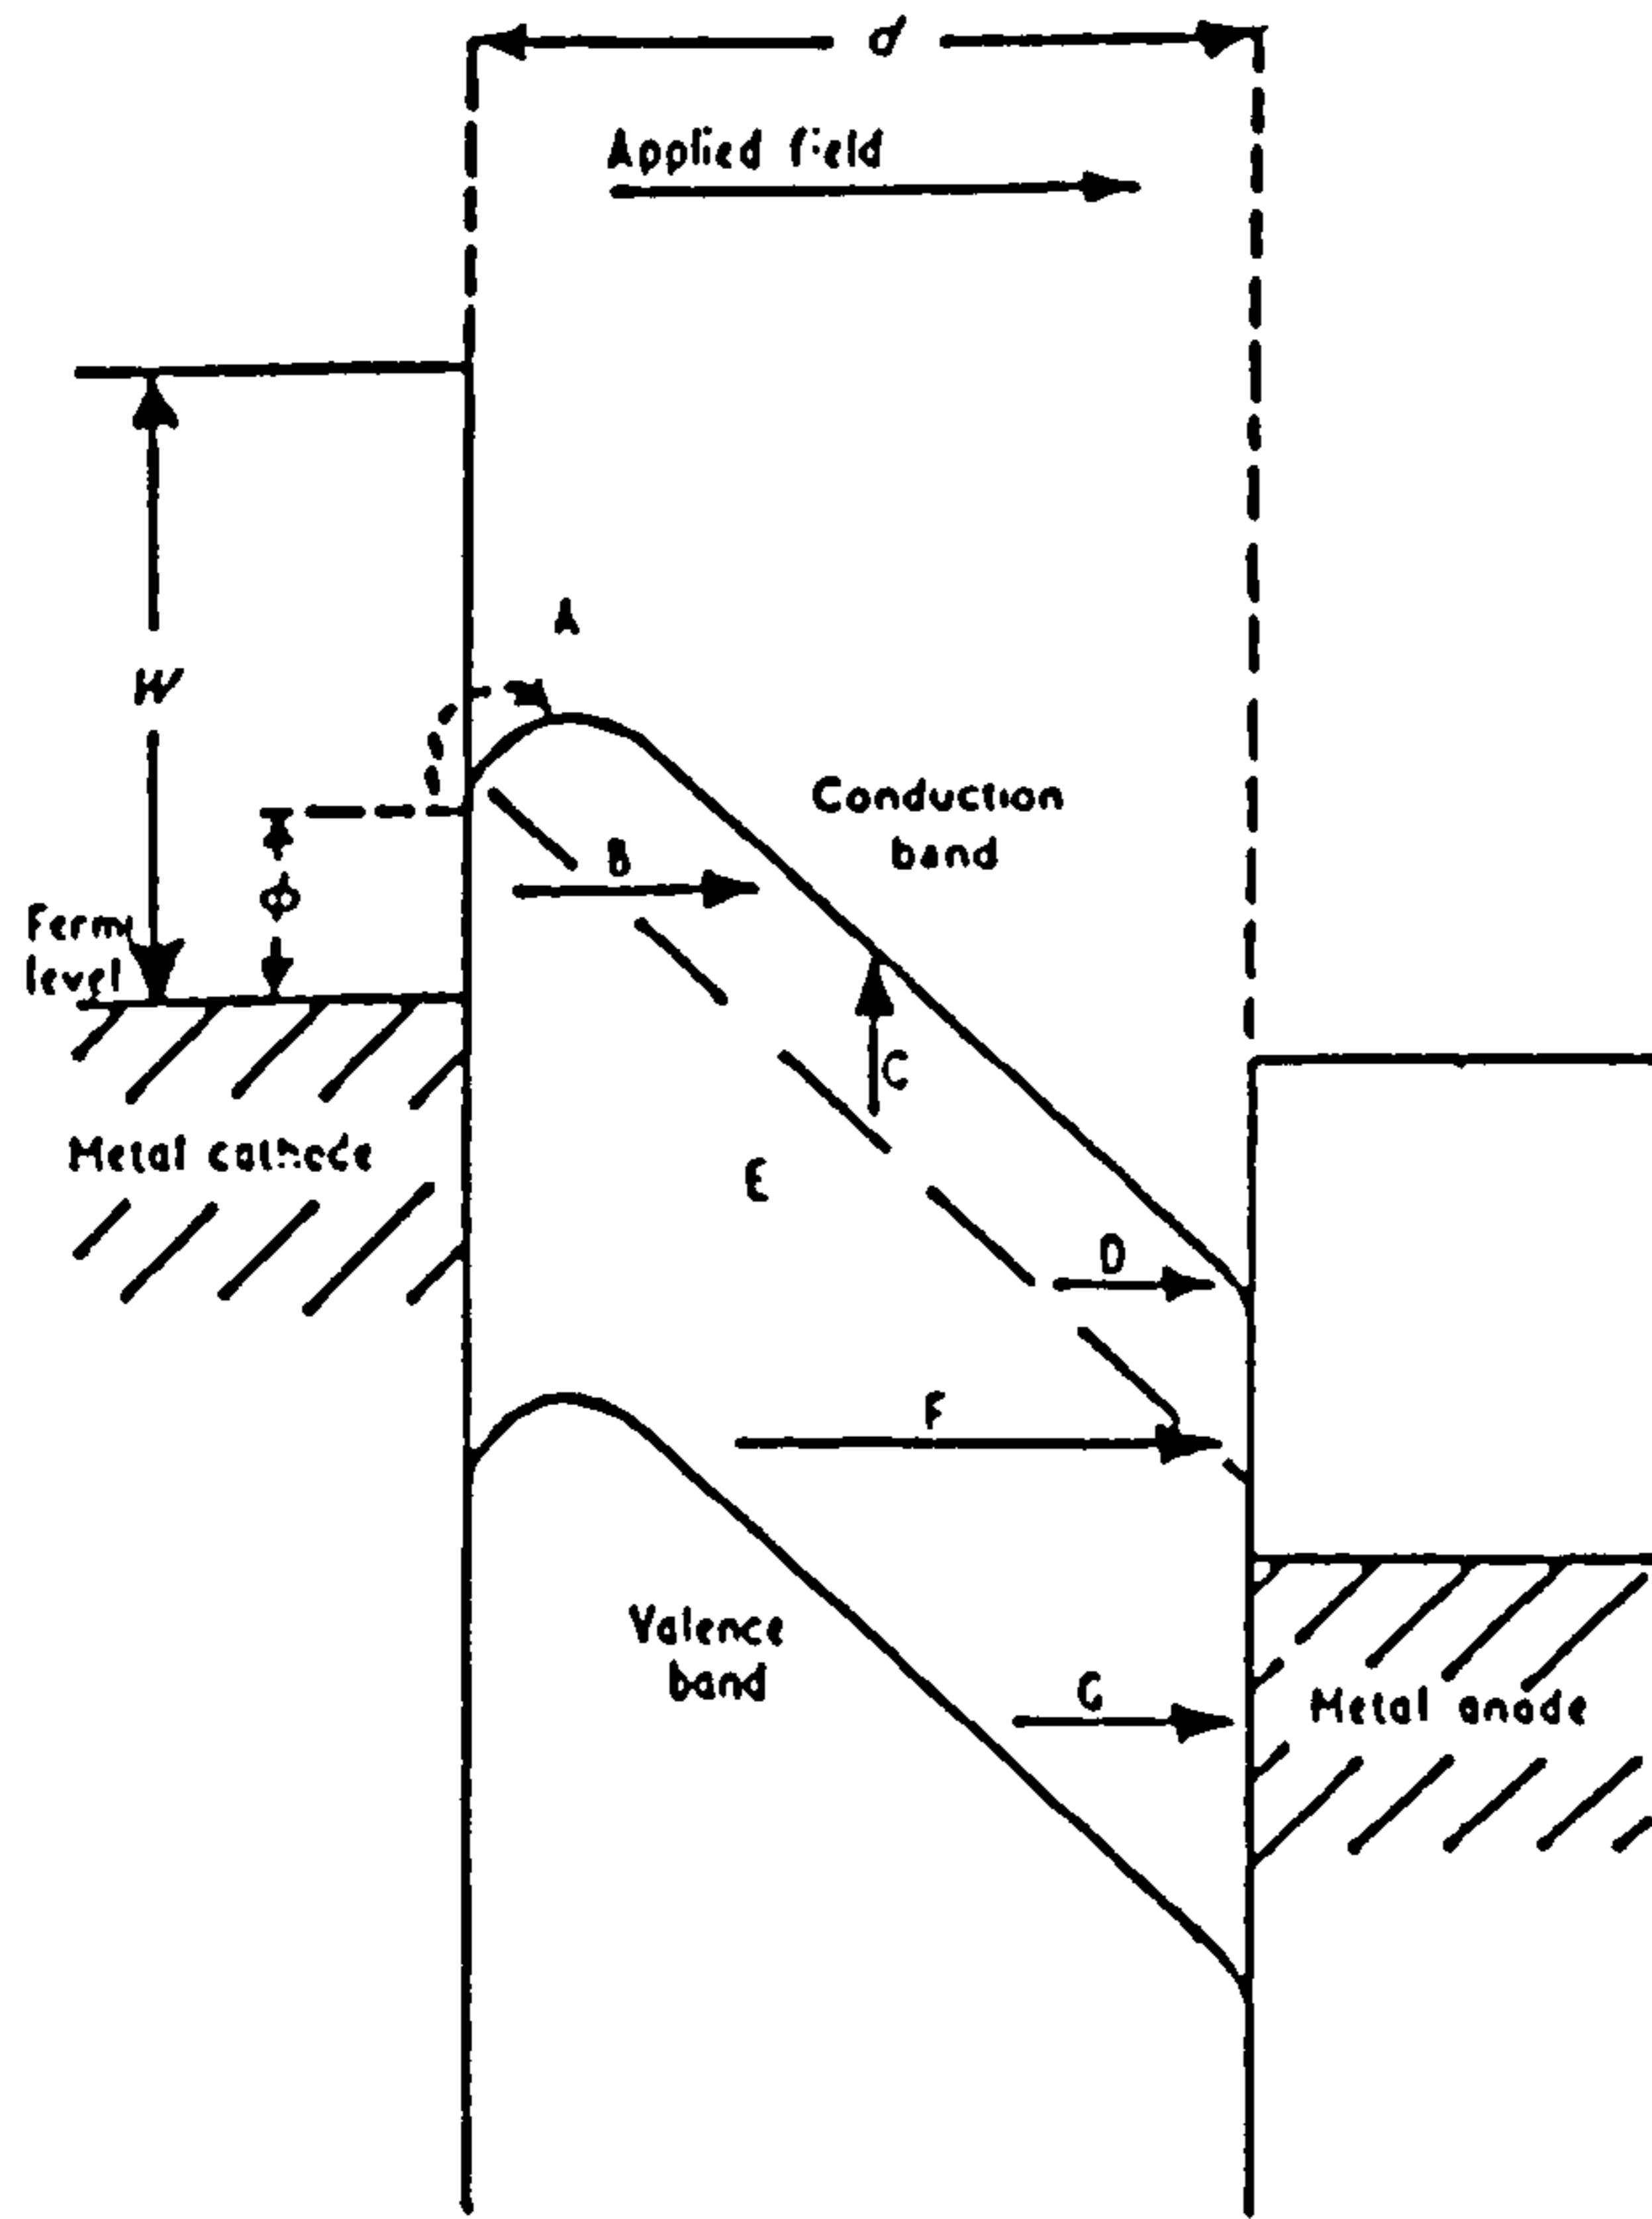 d
Applied field
A
W
Conduction
band
B
ϕ
Fermi
level
C
Metal cathode
E
D
F
Valence
band
G
Metal anode